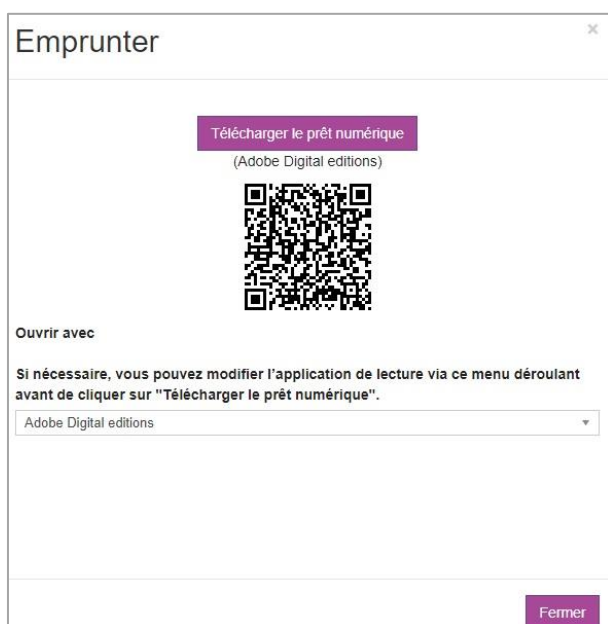 Emprunter
×
Télécharger le prêt numérique
(Adobe Digital editions)
Ouvrir avec
Si nécessaire, vous pouvez modifier l'application de lecture via ce menu déroulant
avant de cliquer sur "Télécharger le prêt numérique".
Adobe Digital editions
Fermer